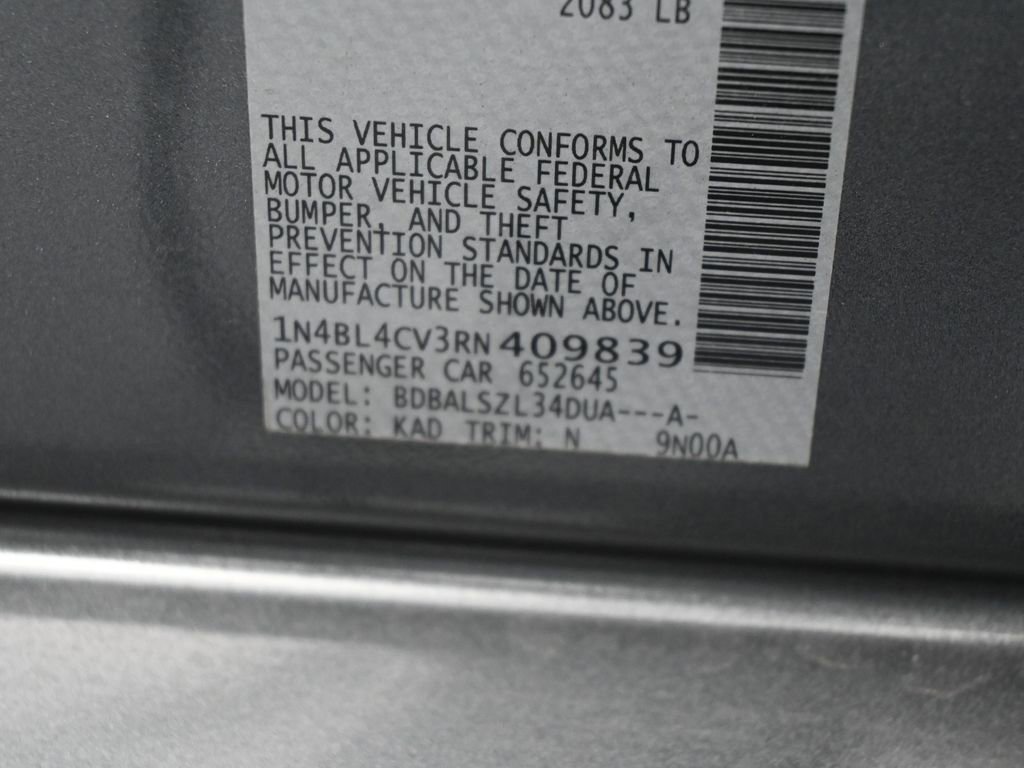 2083 LB
THIS VEHICLE CONFORMS TO
ALL APPLICABLE FEDERAL
MOTOR VEHICLE SAFETY,
BUMPER, AND THEFT
PREVENTION STANDARDS IN
EFFECT ON THE DATE OF
MANUFACTURE SHOWN ABOVE.
1N4BL4CV3RN409839
PASSENGER CAR 652645
MODEL: BDBALSZL34DUA---A-
COLOR: KAD TRIM: N 9N00A